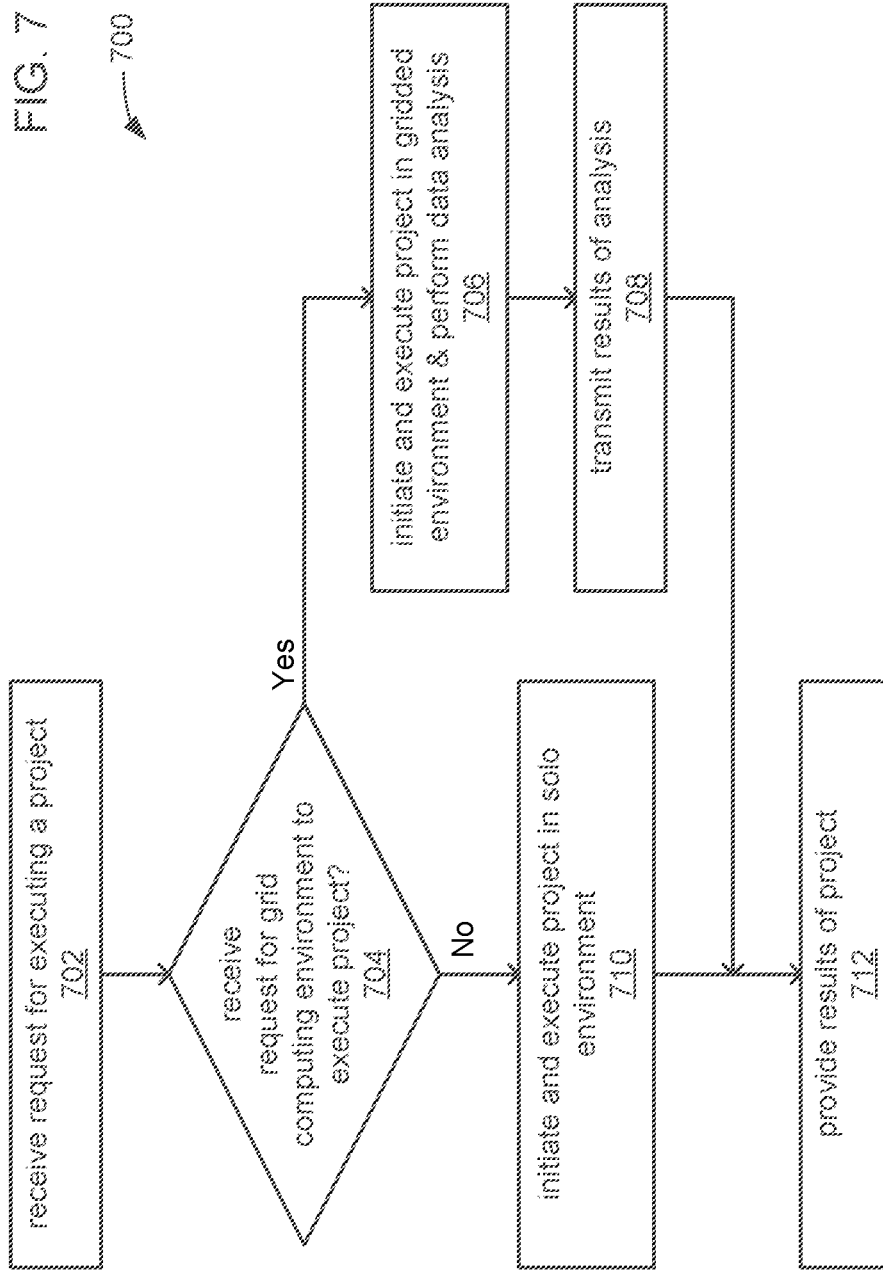 FIG. 7
700
receive request for executing a project
702
receive
request for grid
computing environment to
execute project?
704
Yes
No
initiate and execute project in gridded
environment & perform data analysis
706
transmit results of analysis
708
initiate and execute project in solo
environment
710
provide results of project
712